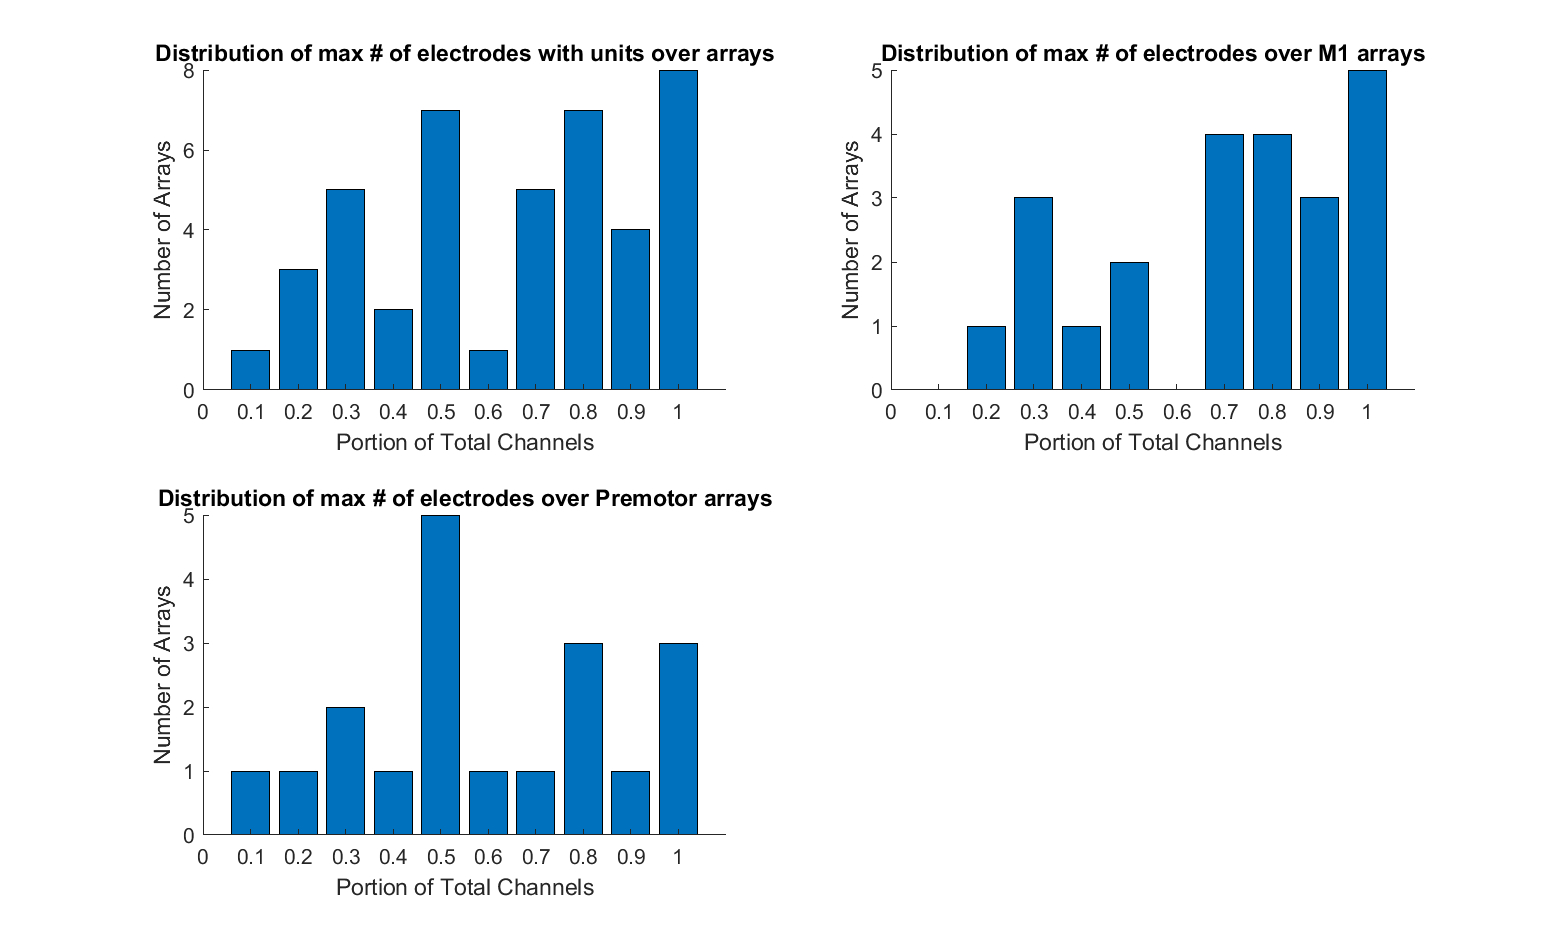 Distribution of max # of electrodes with units over arrays
8
6
4
2
0
Number of Arrays
0 0.1 0.2 0.3 0.4 0.5 0.6 0.7 0.8 0.9 1
Portion of Total Channels
Distribution of max # of electrodes over M1 arrays
5
4
3
2
1
0
Number of Arrays
0 0.1 0.2 0.3 0.4 0.5 0.6 0.7 0.8 0.9 1
Portion of Total Channels
Distribution of max # of electrodes over Premotor arrays
5
4
3
2
1
0
Number of Arrays
0 0.1 0.2 0.3 0.4 0.5 0.6 0.7 0.8 0.9 1
Portion of Total Channels